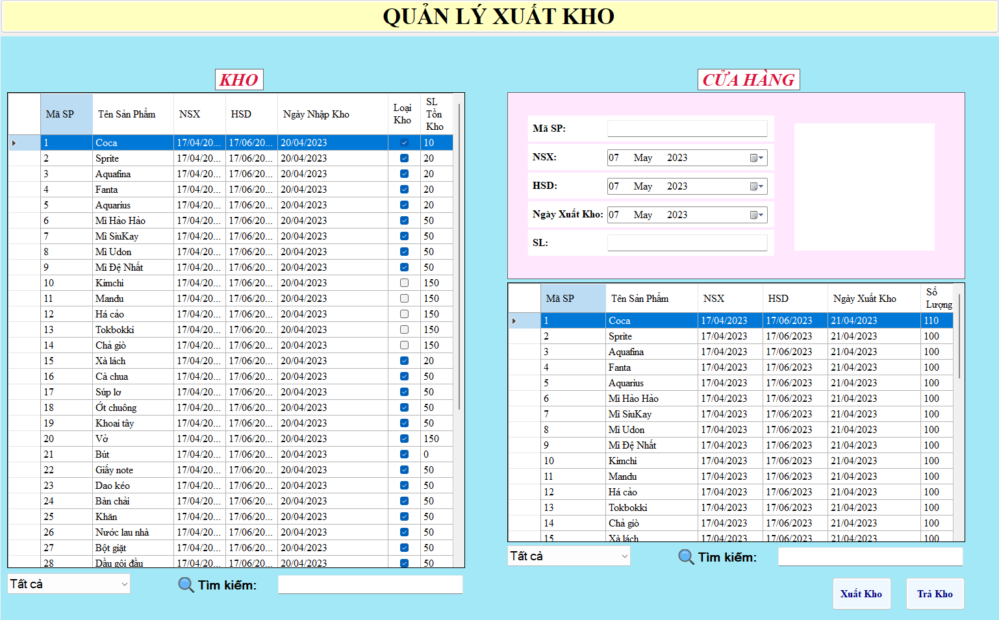 QUẢN LÝ XUẤT KHO
KHO
Mã SP Tên Sản Phẩm NSX HSD Ngày Nhập Kho Loại Kho SL Tồn Kho
1 Coca 17/04/20... 17/06/20... 20/04/2023 10
2 Sprite 17/04/20... 17/06/20... 20/04/2023 20
3 Aquafina 17/04/20... 17/06/20... 20/04/2023 20
4 Fanta 17/04/20... 17/06/20... 20/04/2023 20
5 Aquarius 17/04/20... 17/06/20... 20/04/2023 20
6 Mì Hảo Hảo 17/04/20... 17/06/20... 20/04/2023 50
7 Mì SiuKay 17/04/20... 17/06/20... 20/04/2023 50
8 Mì Udon 17/04/20... 17/06/20... 20/04/2023 50
9 Mì Đệ Nhất 17/04/20... 17/06/20... 20/04/2023 50
10 Kimchi 17/04/20... 17/06/20... 20/04/2023 150
11 Mandu 17/04/20... 17/06/20... 20/04/2023 150
12 Há cảo 17/04/20... 17/06/20... 20/04/2023 150
13 Tokbokki 17/04/20... 17/06/20... 20/04/2023 150
14 Chả giò 17/04/20... 17/06/20... 20/04/2023 150
15 Xà lách 17/04/20... 17/06/20... 20/04/2023 20
16 Cà chua 17/04/20... 17/06/20... 20/04/2023 50
17 Súp lơ 17/04/20... 17/06/20... 20/04/2023 50
18 Ớt chuông 17/04/20... 17/06/20... 20/04/2023 50
19 Khoai tây 17/04/20... 17/06/20... 20/04/2023 50
20 Vở 17/04/20... 17/06/20... 20/04/2023 150
21 Bút 17/04/20... 17/06/20... 20/04/2023 0
22 Giấy note 17/04/20... 17/06/20... 20/04/2023 50
23 Dao kéo 17/04/20... 17/06/20... 20/04/2023 50
24 Bàn chải 17/04/20... 17/06/20... 20/04/2023 50
25 Khăn 17/04/20... 17/06/20... 20/04/2023 50
26 Nước lau nhà 17/04/20... 17/06/20... 20/04/2023 50
27 Bột giặt 17/04/20... 17/06/20... 20/04/2023 50
28 Dầu gôi đầu 17/04/20... 17/06/20... 20/04/2023 50
Tất cả Tìm kiếm:
CỬA HÀNG
Mã SP:
NSX: 07 May 2023
HSD: 07 May 2023
Ngày Xuất Kho: 07 May 2023
SL:
Mã SP Tên Sản Phẩm NSX HSD Ngày Xuất Kho Số Lượng
1 Coca 17/04/2023 17/06/2023 21/04/2023 110
2 Sprite 17/04/2023 17/06/2023 21/04/2023 100
3 Aquafina 17/04/2023 17/06/2023 21/04/2023 100
4 Fanta 17/04/2023 17/06/2023 21/04/2023 100
5 Aquarius 17/04/2023 17/06/2023 21/04/2023 100
6 Mì Hảo Hảo 17/04/2023 17/06/2023 21/04/2023 100
7 Mì SiuKay 17/04/2023 17/06/2023 21/04/2023 100
8 Mì Udon 17/04/2023 17/06/2023 21/04/2023 100
9 Mì Đệ Nhất 17/04/2023 17/06/2023 21/04/2023 100
10 Kimchi 17/04/2023 17/06/2023 21/04/2023 100
11 Mandu 17/04/2023 17/06/2023 21/04/2023 100
12 Há cảo 17/04/2023 17/06/2023 21/04/2023 100
13 Tokbokki 17/04/2023 17/06/2023 21/04/2023 100
14 Chả giò 17/04/2023 17/06/2023 21/04/2023 100
15 Xà lách 17/04/2023 17/06/2023 21/04/2023 100
Tất cả Tìm kiếm:
Xuất Kho Trả Kho